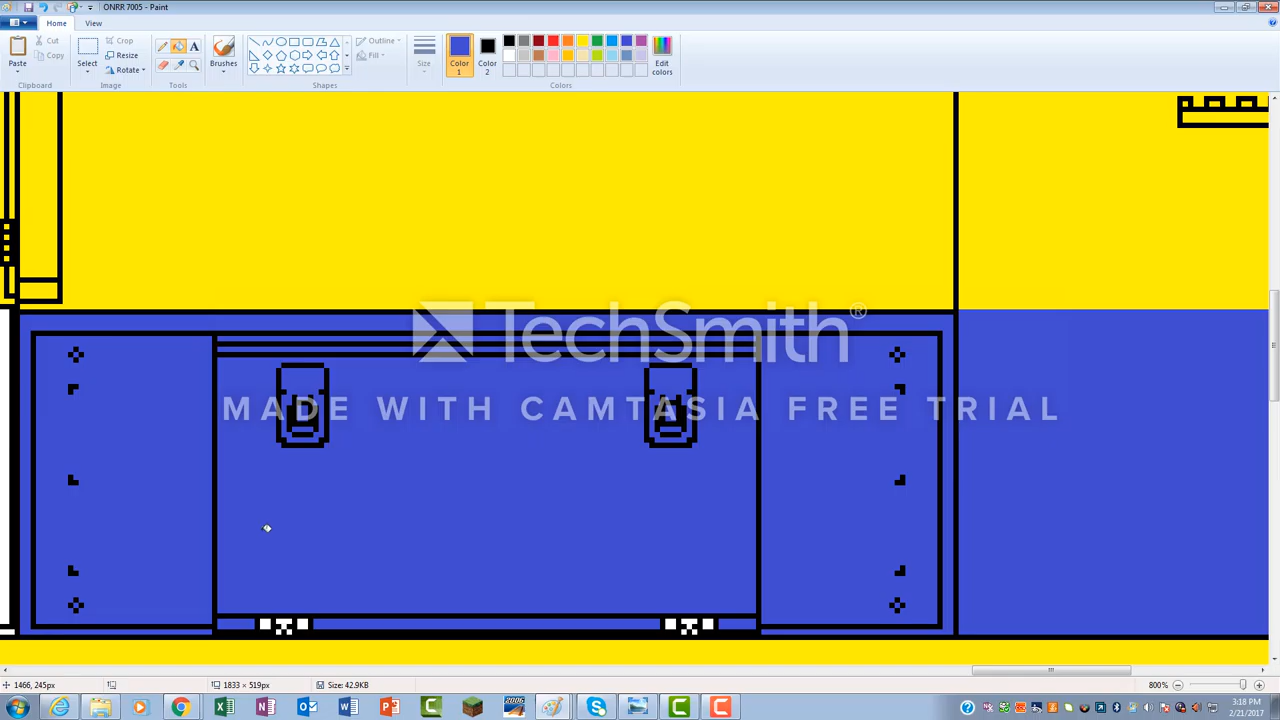 ONRR 7005 - Paint
Home View
Paste
Cut
Copy
Clipboard
Select
Crop
Resize
Rotate
Image
A
Tools
Brushes
Outline
Fill
Shapes
Size
Color 1
Color 2
Edit colors
Colors
TechSmith®
MADE WITH CAMTASIA FREE TRIAL
1466, 245px
1833 × 519px
Size: 42.9KB
800%
2006
3:18 PM
2/21/2017